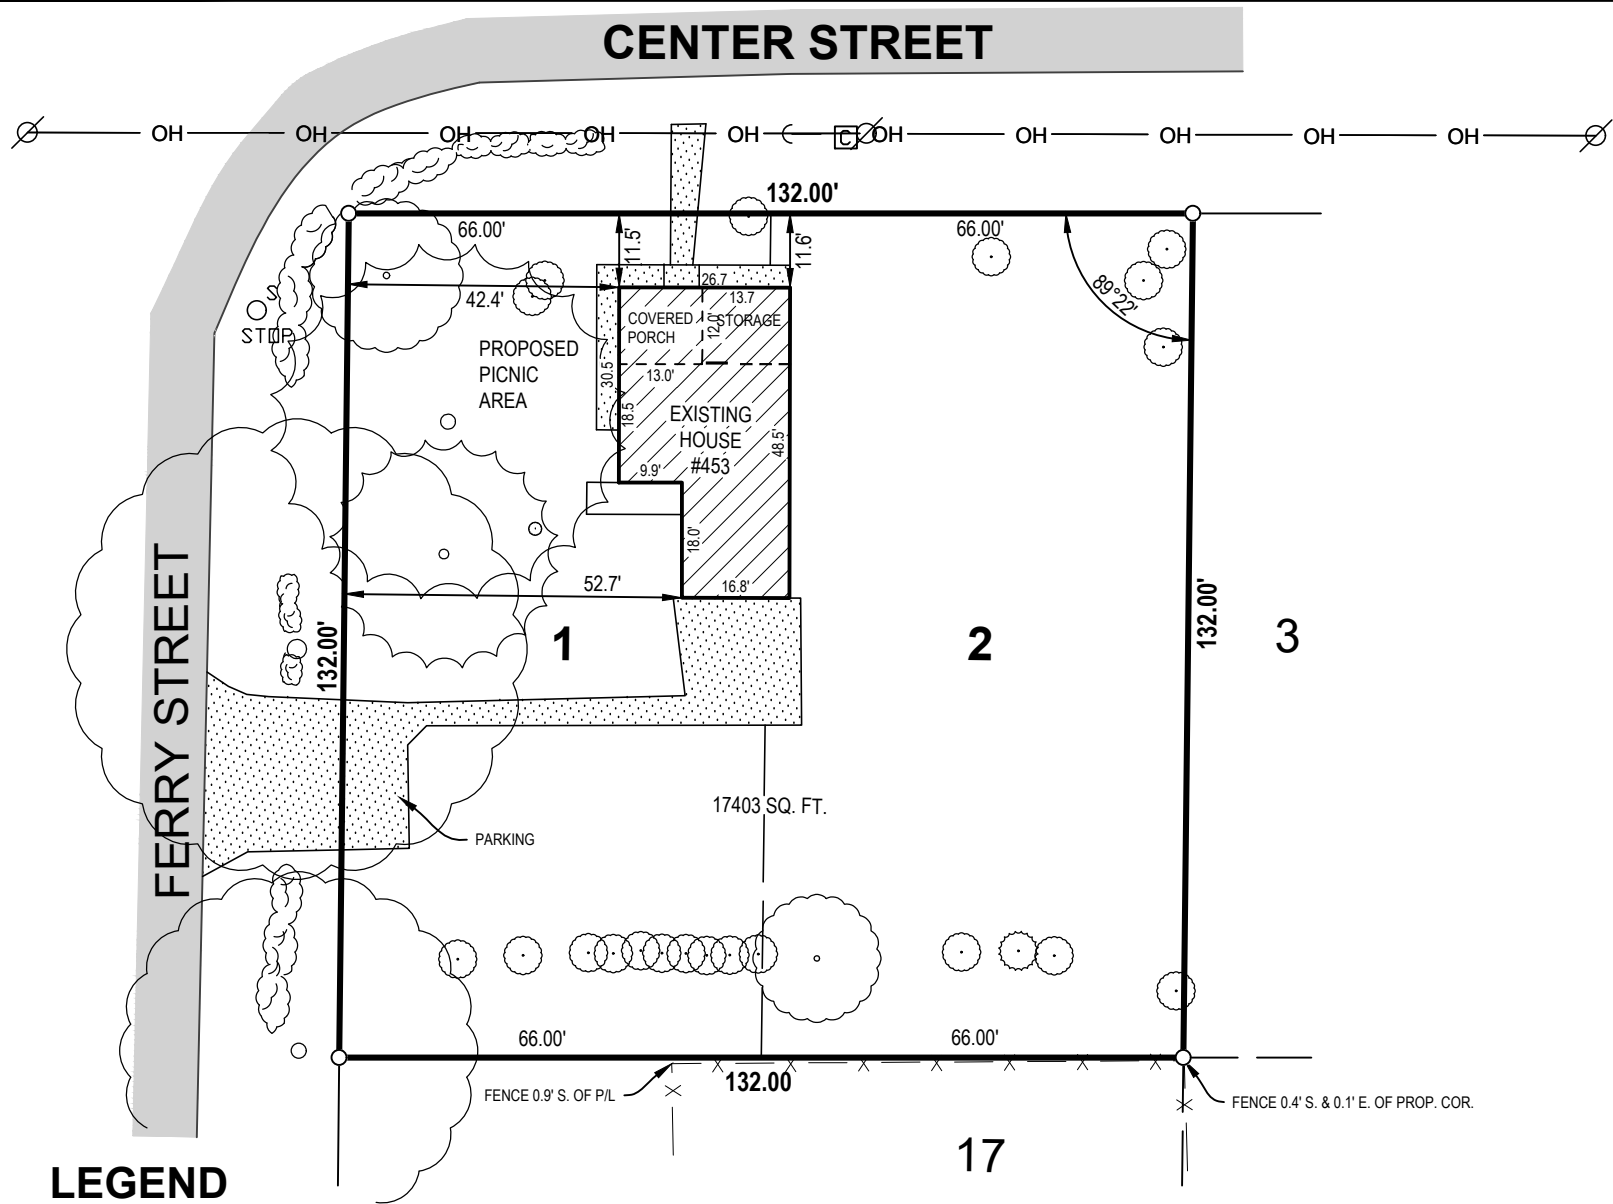 CENTER STREET
OH OH OH OH OH C OH OH OH OH OH
132.00'
66.00' 66.00'
11.5' 11.6'
42.4'
26.7
13.7
COVERED
PORCH
12.0'
STORAGE
89°22'
S
STOP
PROPOSED
PICNIC
AREA
30.5
13.0'
18.5
EXISTING
HOUSE
#453
48.5'
9.9'
18.0'
52.7'
16.8'
FERRY STREET
132.00'
1
2
132.00'
3
17403 SQ. FT.
PARKING
66.00' 66.00'
132.00
FENCE 0.9' S. OF P/L
FENCE 0.4' S. & 0.1' E. OF PROP. COR.
17
LEGEND